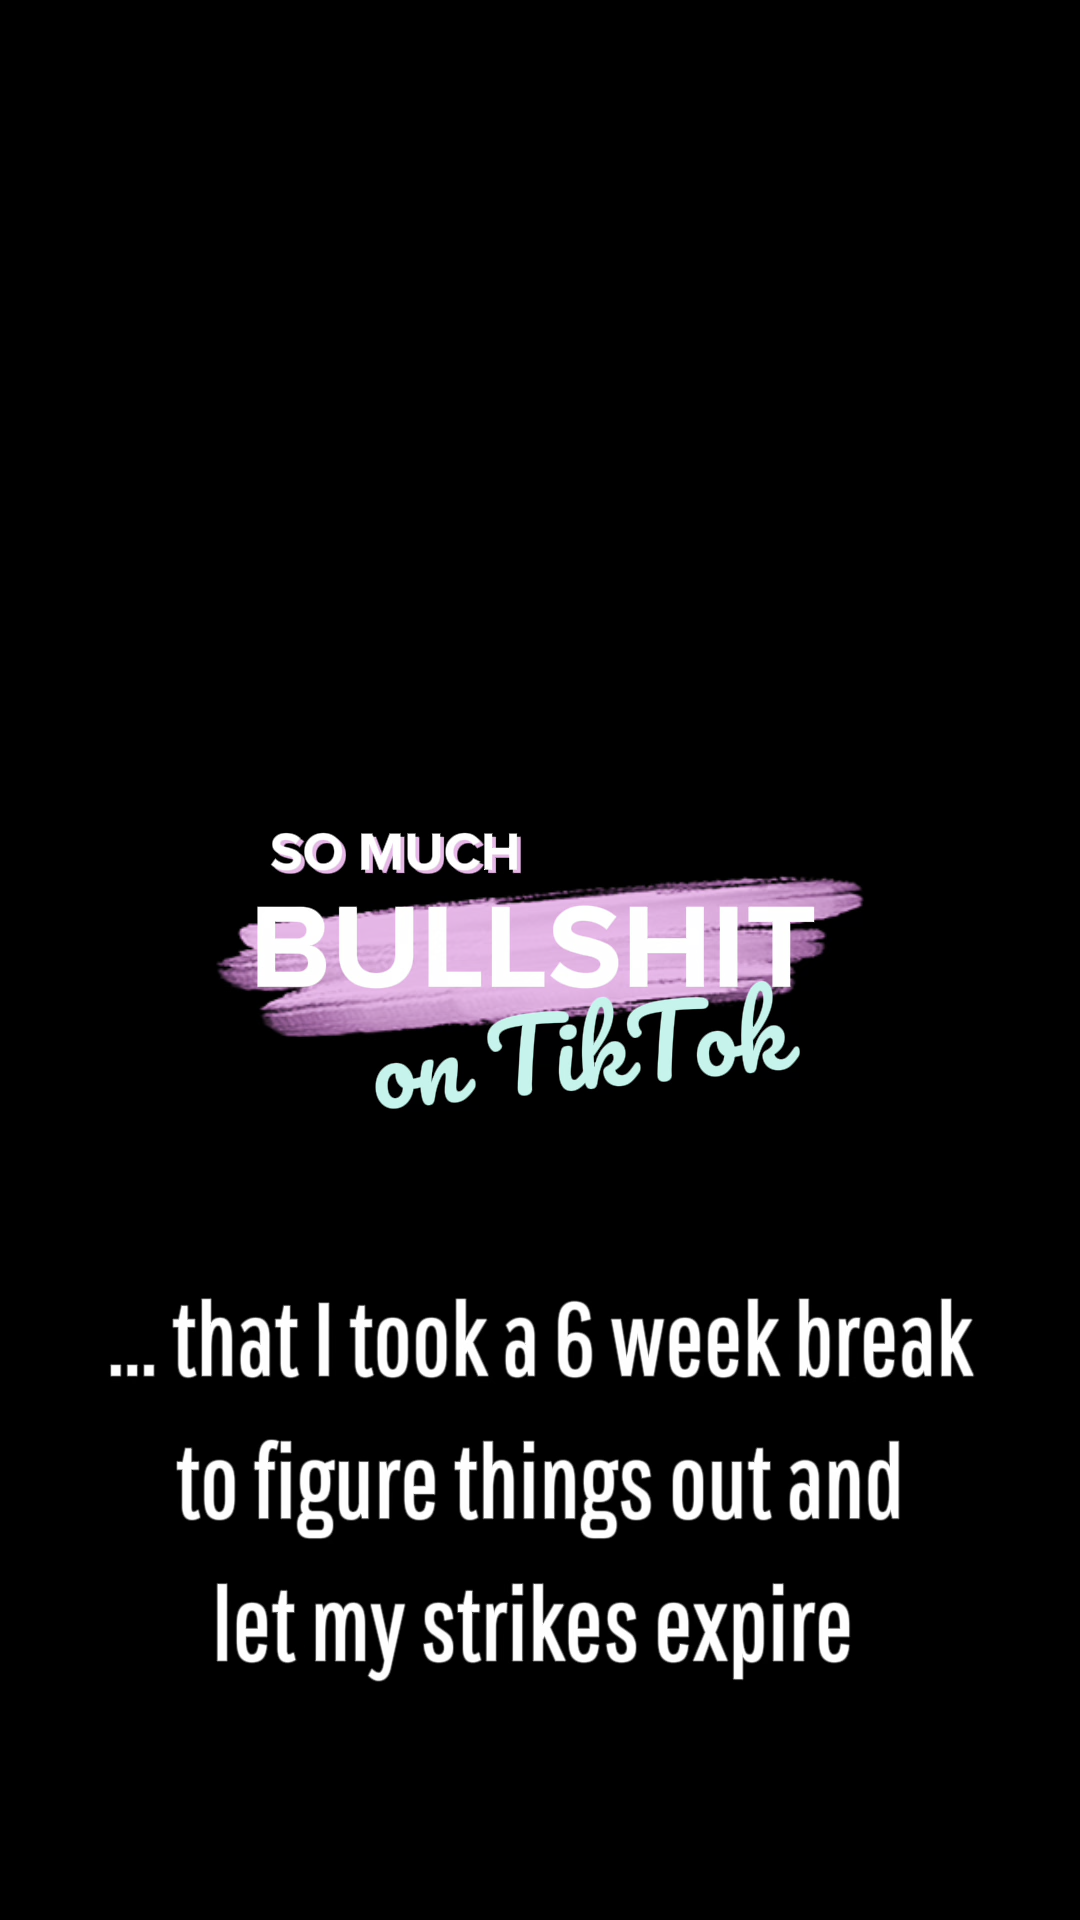 SO MUCH
BULLSHIT
on TikTok
... that I took a 6 week break
to figure things out and
let my strikes expire